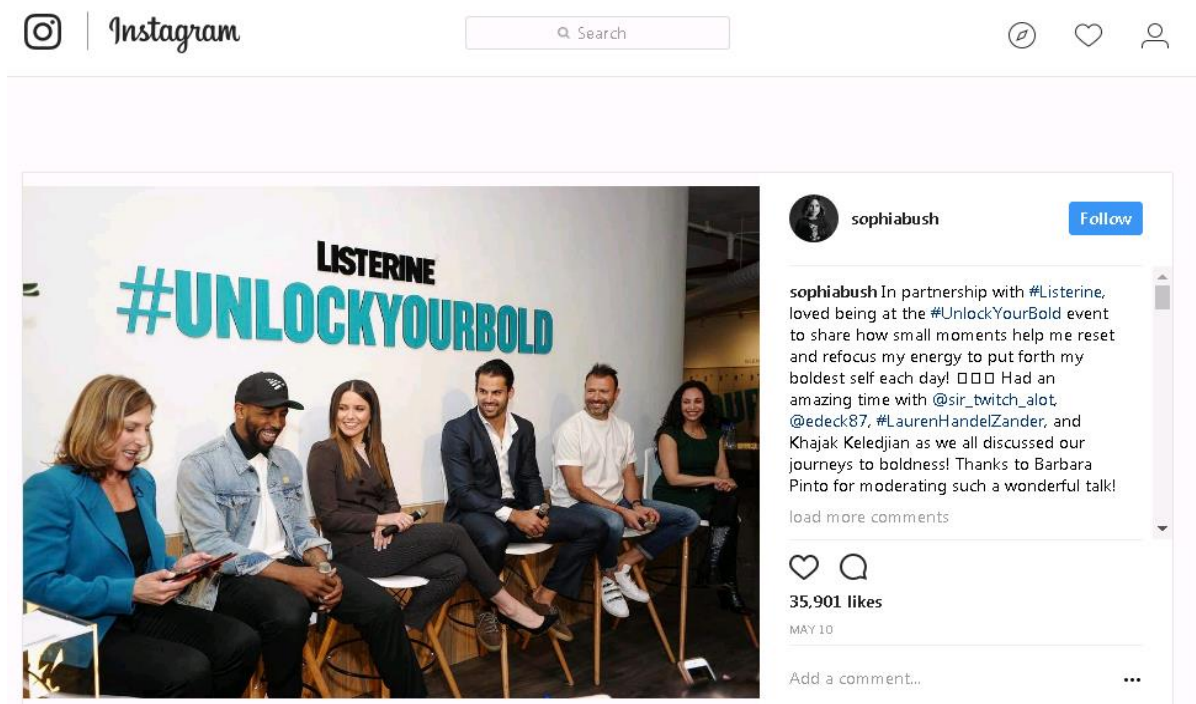 Instagram
Search
LISTERINE
#UNLOCKYOURBOLD
sophiabush
Follow
sophiabush In partnership with #Listerine,
loved being at the #UnlockYourBold event
to share how small moments help me reset
and refocus my energy to put forth my
boldest self each day! □□□ Had an
amazing time with @sir_twitch_alot,
@edeck87, #LaurenHandelZander, and
Khajak Keledjian as we all discussed our
journeys to boldness! Thanks to Barbara
Pinto for moderating such a wonderful talk!
load more comments
35,901 likes
MAY 10
Add a comment...